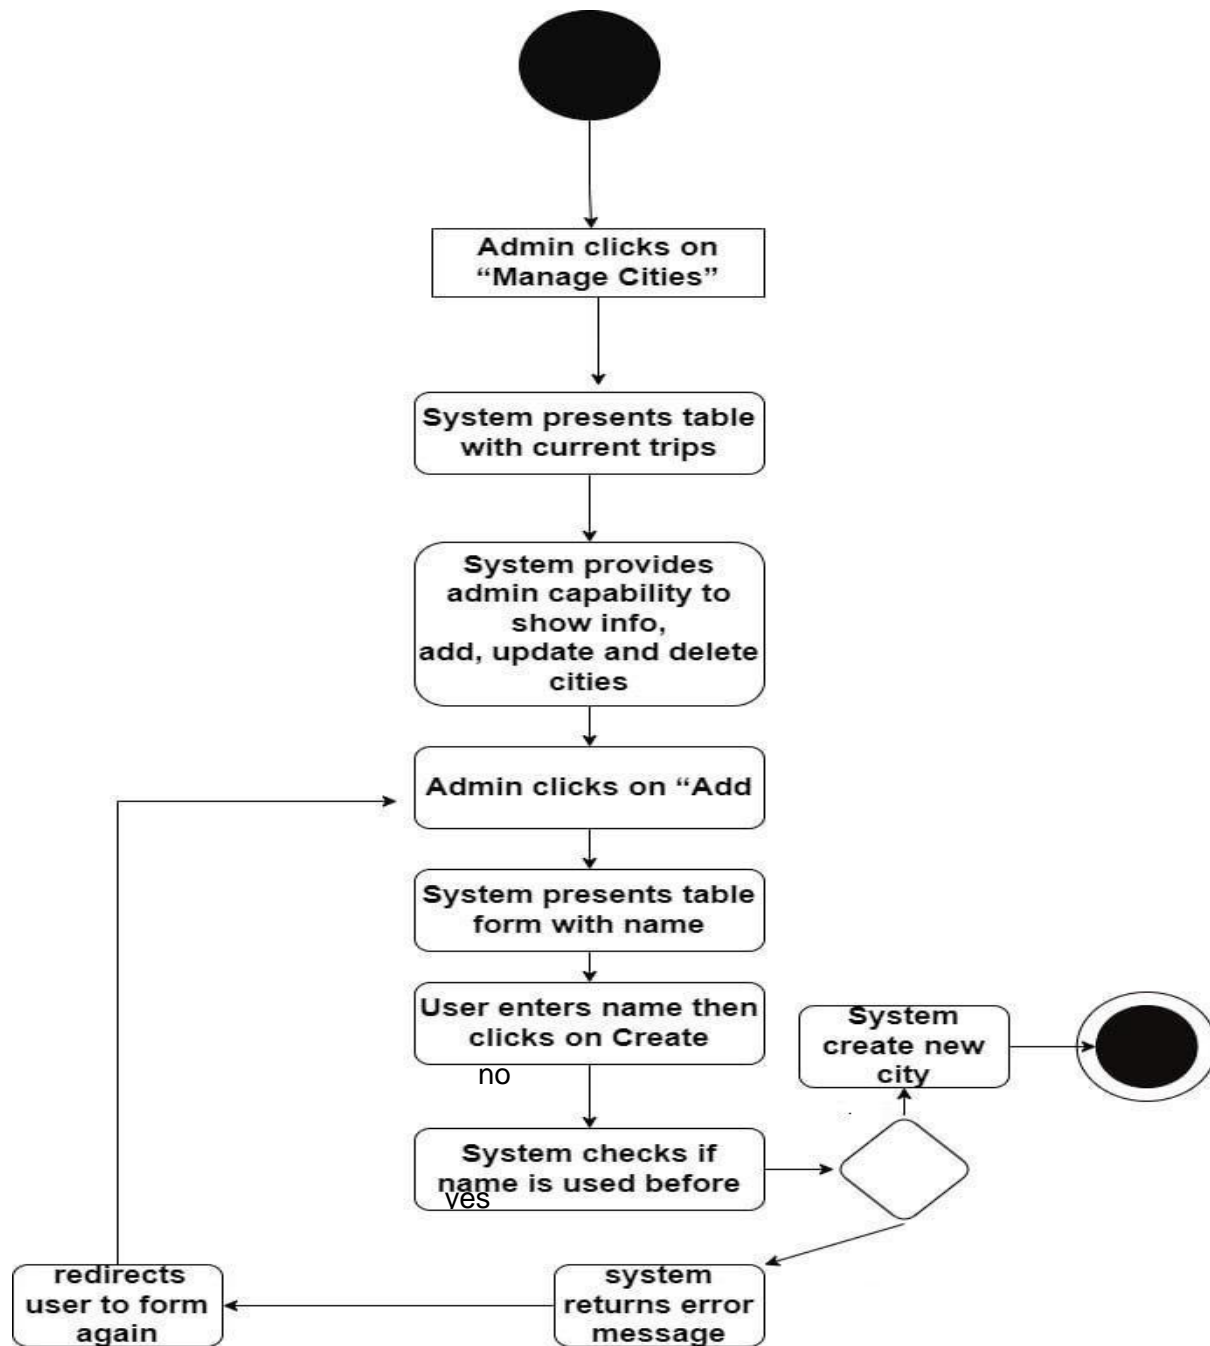 Admin clicks on
“Manage Cities”
System presents table
with current trips
System provides
admin capability to
show info,
add, update and delete
cities
Admin clicks on “Add
System presents table
form with name
User enters name then
clicks on Create
no
System
create new
city
System checks if
name is used before
yes
system
returns error
message
redirects
user to form
again